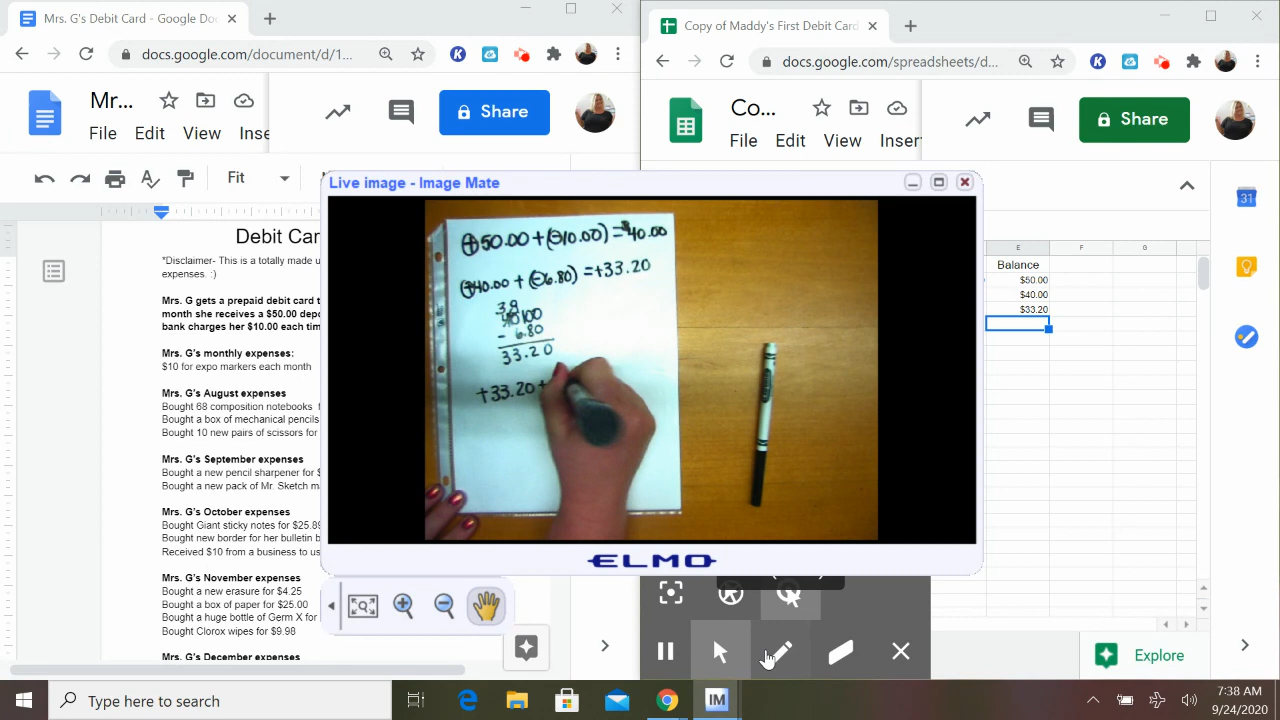 Mrs. G's Debit Card - Google Do
docs.google.com/document/d/1...
Mr...
File Edit View Inse
Share
Fit
Debit Car
*Disclaimer- This is a totally made u
expenses. :)
Mrs. G gets a prepaid debit card t
month she receives a $50.00 depo
bank charges her $10.00 each tim
Mrs. G's monthly expenses:
$10 for expo markers each month
Mrs. G's August expenses
Bought 68 composition notebooks f
Bought a box of mechanical pencils
Bought 10 new pairs of scissors for
Mrs. G's September expenses
Bought a new pencil sharpener for $
Bought a new pack of Mr. Sketch m
Mrs. G's October expenses
Bought Giant sticky notes for $25.89
Bought new border for her bulletin b
Received $10 from a business to us
Mrs. G's November expenses
Bought a new erasure for $4.25
Bought a box of paper for $25.00
Bought a huge bottle of Germ X for
Bought Clorox wipes for $9.98
Mrs. G's December expenses
Copy of Maddy's First Debit Card
docs.google.com/spreadsheets/d...
Co...
File Edit View Inser
Share
E F G
Balance
$50.00
$40.00
$33.20
Explore
Live image - Image Mate
+50.00+(-10.00)=$40.00
+40.00+(-6.80)=+33.20
- 6.80
33.20
+33.20+
ELMO
Type here to search
IM
7:38 AM
9/24/2020
31